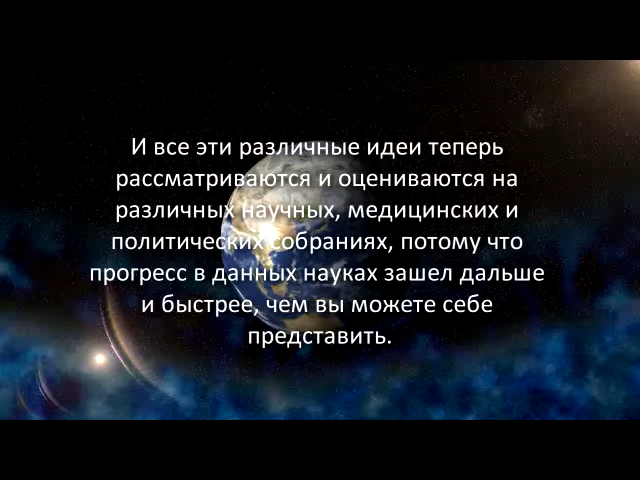 И все эти различные идеи теперь
рассматриваются и оцениваются на
различных научных, медицинских и
политических собраниях, потому что
прогресс в данных науках зашел дальше
и быстрее, чем вы можете себе
представить.